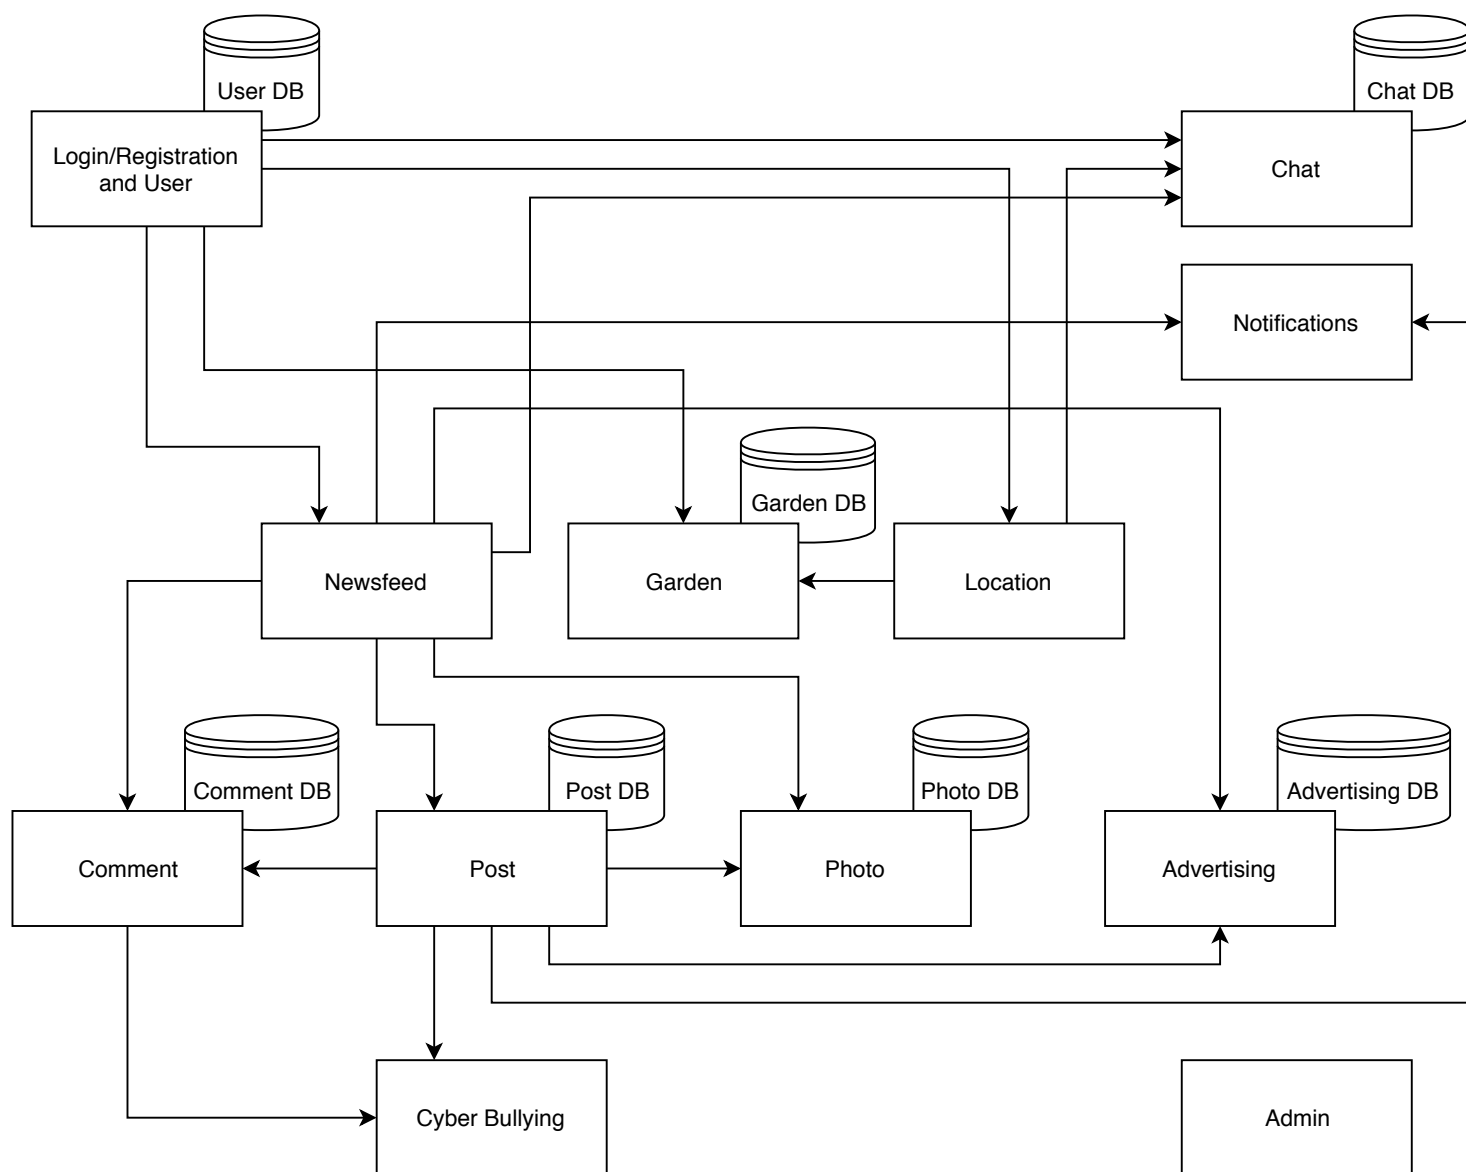 User DB
Chat DB
Login/Registration
and User
Chat
Notifications
Garden DB
Newsfeed
Garden
Location
Comment DB
Post DB
Photo DB
Advertising DB
Comment
Post
Photo
Advertising
Cyber Bullying
Admin